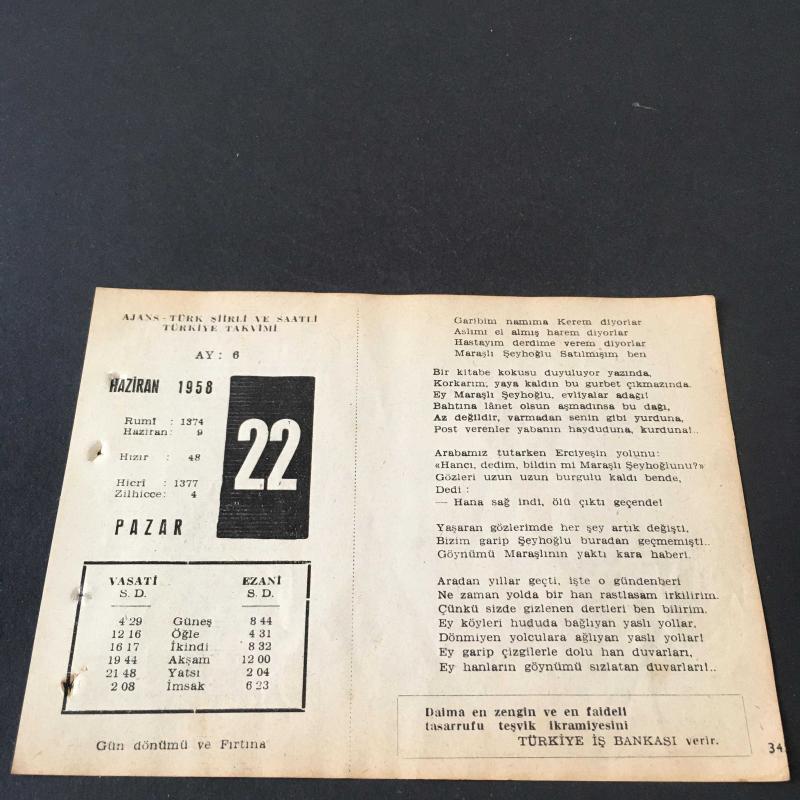 AJANS - TÜRK ŞİİRLİ VE SAATLİ
TÜRKİYE TAKVİMİ
AY : 6
HAZİRAN 1958
22
Rumî : 1374
Haziran: 9
Hızır : 48
Hicrî : 1377
Zilhicce: 4
PAZAR
VASATİ EZANİ
S. D. S. D.
4 29 Güneş 8 44
12 16 Öğle 4 31
16 17 İkindi 8 32
19 44 Akşam 12 00
21 48 Yatsı 2 04
2 08 İmsak 6 23
Gün dönümü ve Fırtına
Garibim namıma Kerem diyorlar
Aslımı el almış harem diyorlar
Hastayım derdime verem diyorlar
Maraşlı Şeyhoğlu Satılmışım ben
Bir kitabe kokusu duyuluyor yazında,
Korkarım, yaya kaldın bu gurbet çıkmazında.
Ey Maraşlı Şeyhoğlu, evliyalar adağı!
Bahtına lânet olsun aşmadınsa bu dağı,
Az değildir, varmadan senin gibi yurduna,
Post verenler yabanın hayduduna, kurduna!..
Arabamız tutarken Erciyeşin yolunu:
«Hancı, dedim, bildin mi Maraşlı Şeyhoğlunu?»
Gözleri uzun uzun burgulu kaldı bende,
Dedi :
— Hana sağ indi, ölü çıktı geçende!
Yaşaran gözlerimde her şey artık değişti,
Bizim garip Şeyhoğlu buradan geçmemişti..
Göynümü Maraşlının yaktı kara haberi.
Aradan yıllar geçti, işte o gündenberi
Ne zaman yolda bir han rastlasam irkilirim.
Çünkü sizde gizlenen dertleri ben bilirim.
Ey köyleri hududa bağlıyan yaslı yollar,
Dönmiyen yolculara ağlıyan yaslı yollar!
Ey garip çizgilerle dolu han duvarları,
Ey hanların göynümü sızlatan duvarları!..
Daima en zengin ve en faideli
tasarrufu teşvik ikramiyesini
TÜRKİYE İŞ BANKASI verir.